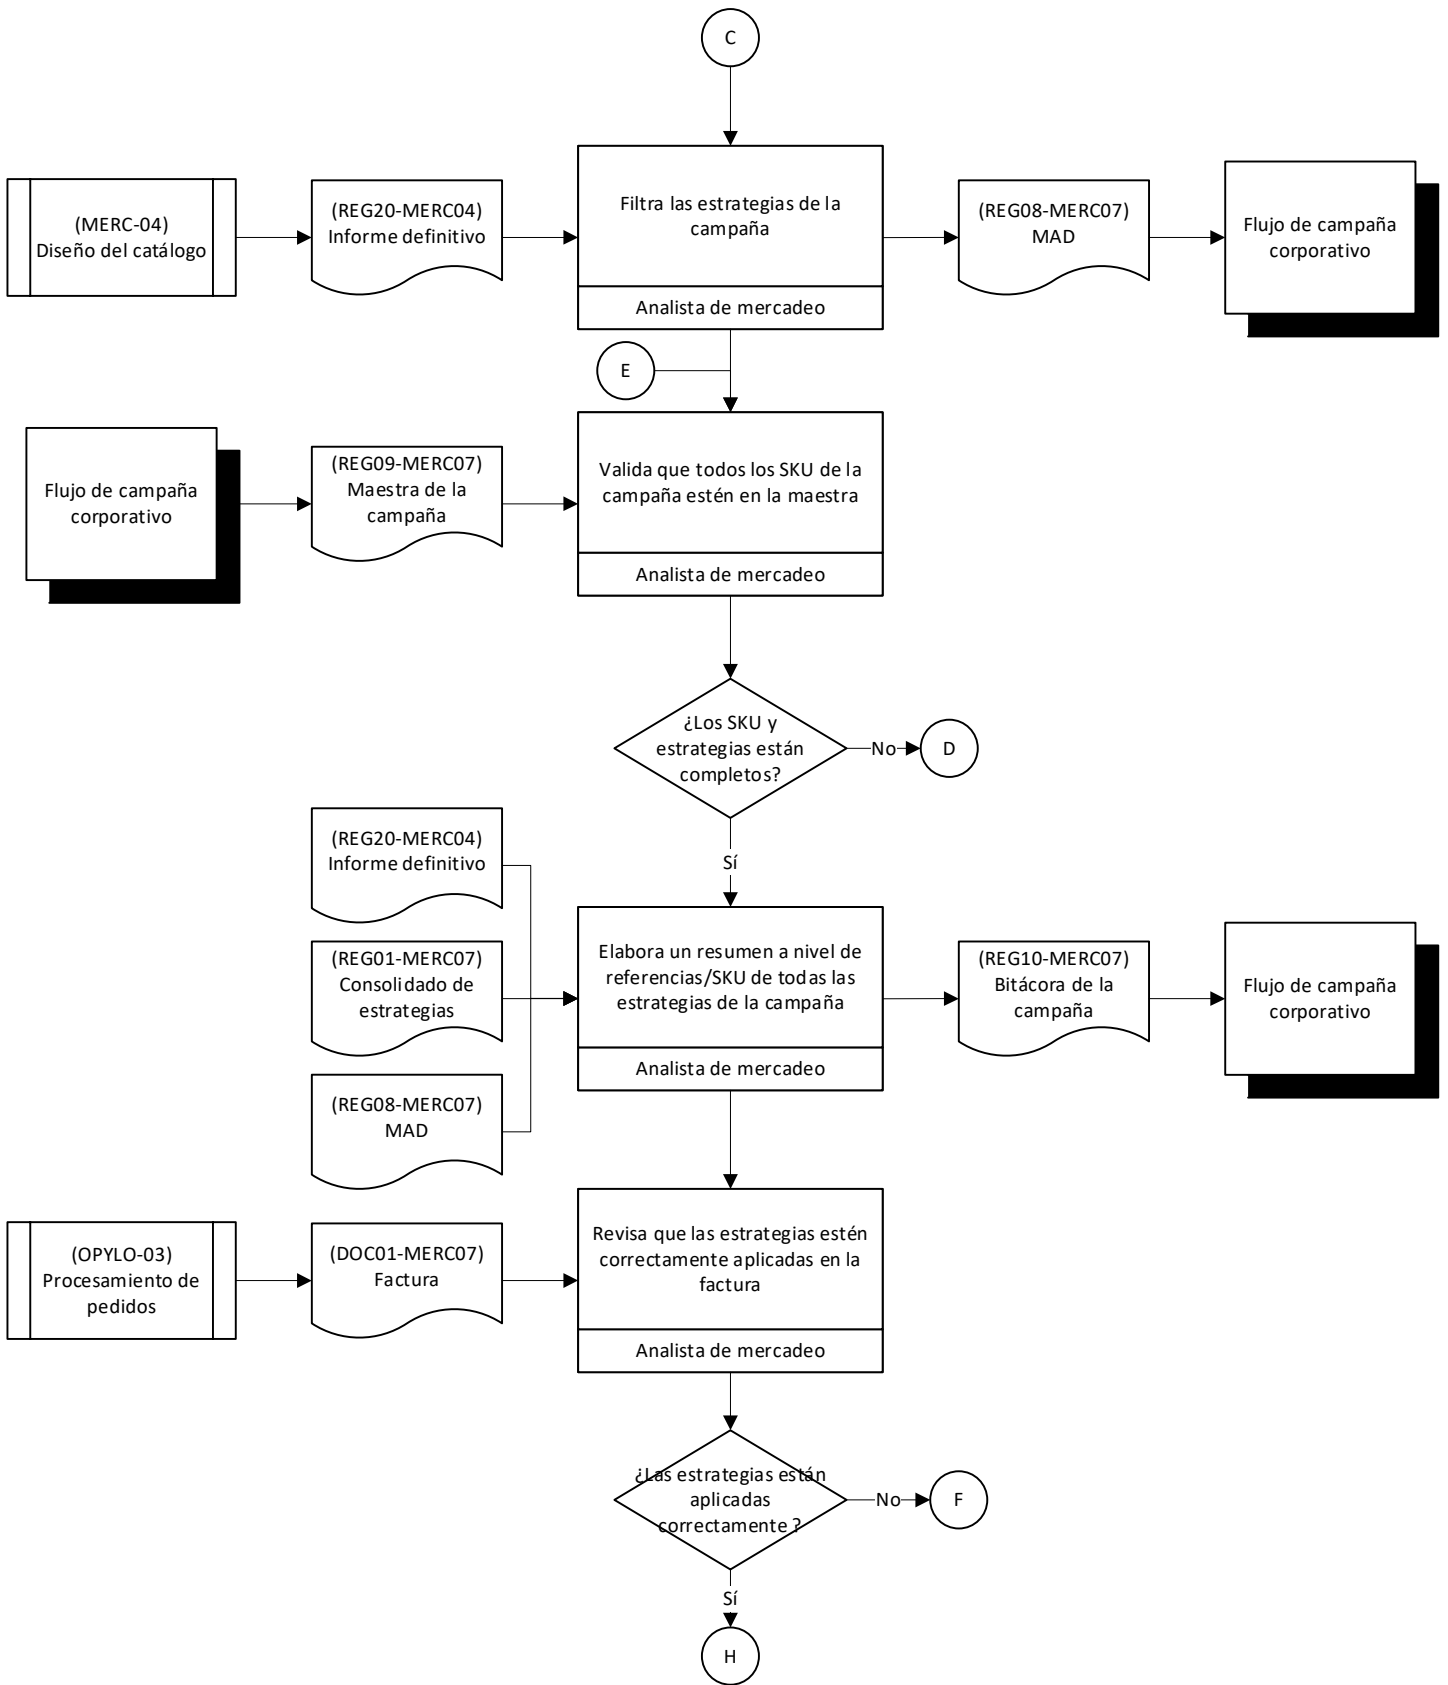 C
(MERC-04)
Diseño del catálogo
(REG20-MERC04)
Informe definitivo
Filtra las estrategias de la
campaña
Analista de mercadeo
(REG08-MERC07)
MAD
Flujo de campaña
corporativo
E
Flujo de campaña
corporativo
(REG09-MERC07)
Maestra de la
campaña
Valida que todos los SKU de la
campaña estén en la maestra
Analista de mercadeo
¿Los SKU y
estrategias están
completos?
No
D
Sí
(REG20-MERC04)
Informe definitivo
(REG01-MERC07)
Consolidado de
estrategias
(REG08-MERC07)
MAD
Elabora un resumen a nivel de
referencias/SKU de todas las
estrategias de la campaña
Analista de mercadeo
(REG10-MERC07)
Bitácora de la
campaña
Flujo de campaña
corporativo
(OPYLO-03)
Procesamiento de
pedidos
(DOC01-MERC07)
Factura
Revisa que las estrategias estén
correctamente aplicadas en la
factura
Analista de mercadeo
¿Las estrategias están
aplicadas
correctamente ?
No
F
Sí
H